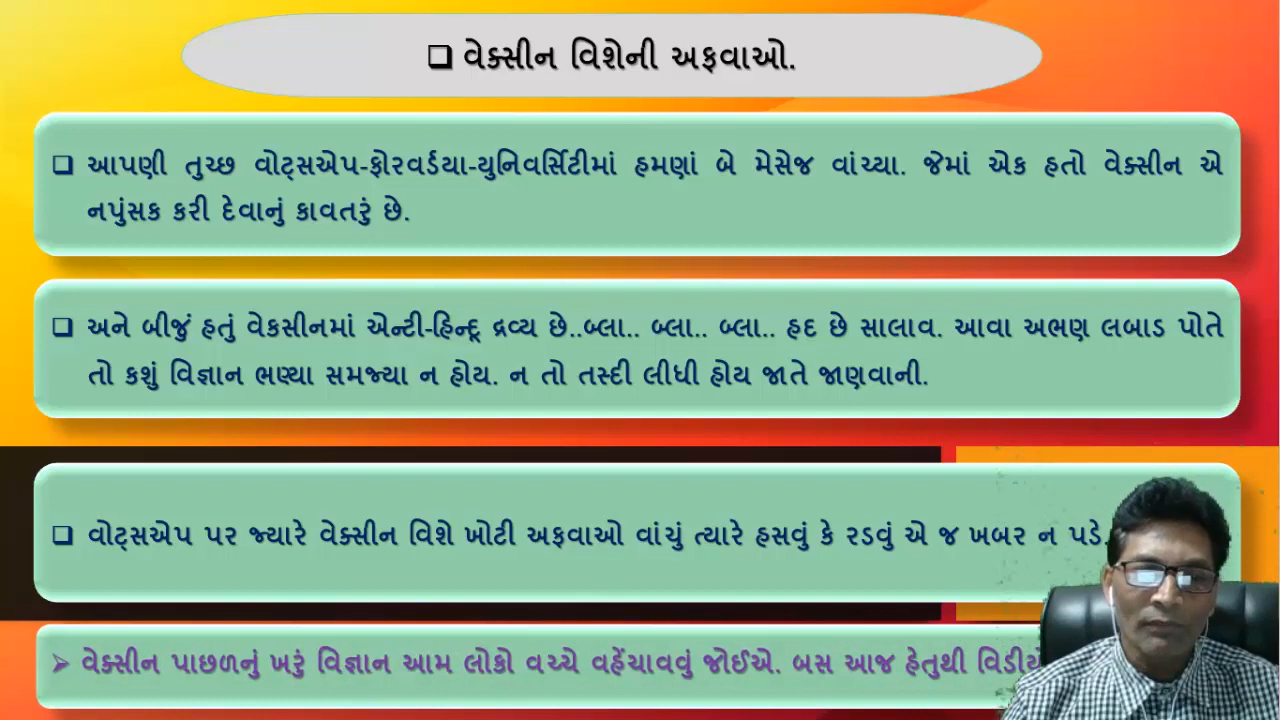 ❑ વેક્સીન વિશેની અફવાઓ.
❑ આપણી તુચ્છ વોટ્સએપ-ફોરવર્ડયા-યુનિવર્સિટીમાં હમણાં બે મેસેજ વાંચ્યા. જેમાં એક હતો વેક્સીન એ
નપુંસક કરી દેવાનું કાવતરું છે.
❑ અને બીજું હતું વેકસીનમાં એન્ટી-હિન્દૂ દ્રવ્ય છે..બ્લા.. બ્લા.. બ્લા.. હદ છે સાલાવ. આવા અભણ લબાડ પોતે
તો કશું વિજ્ઞાન ભણ્યા સમજ્યા ન હોય. ન તો તસ્દી લીધી હોય જાતે જાણવાની.
❑ વોટ્સએપ પર જ્યારે વેક્સીન વિશે ખોટી અફવાઓ વાંચું ત્યારે હસવું કે રડવું એ જ ખબર ન પડે.
➢ વેક્સીન પાછળનું ખરું વિજ્ઞાન આમ લોકો વચ્ચે વહેંચાવવું જોઈએ. બસ આજ હેતુથી